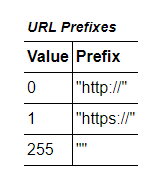 URL Prefixes
Value Prefix
0 "http://"
1 "https://"
255 ""